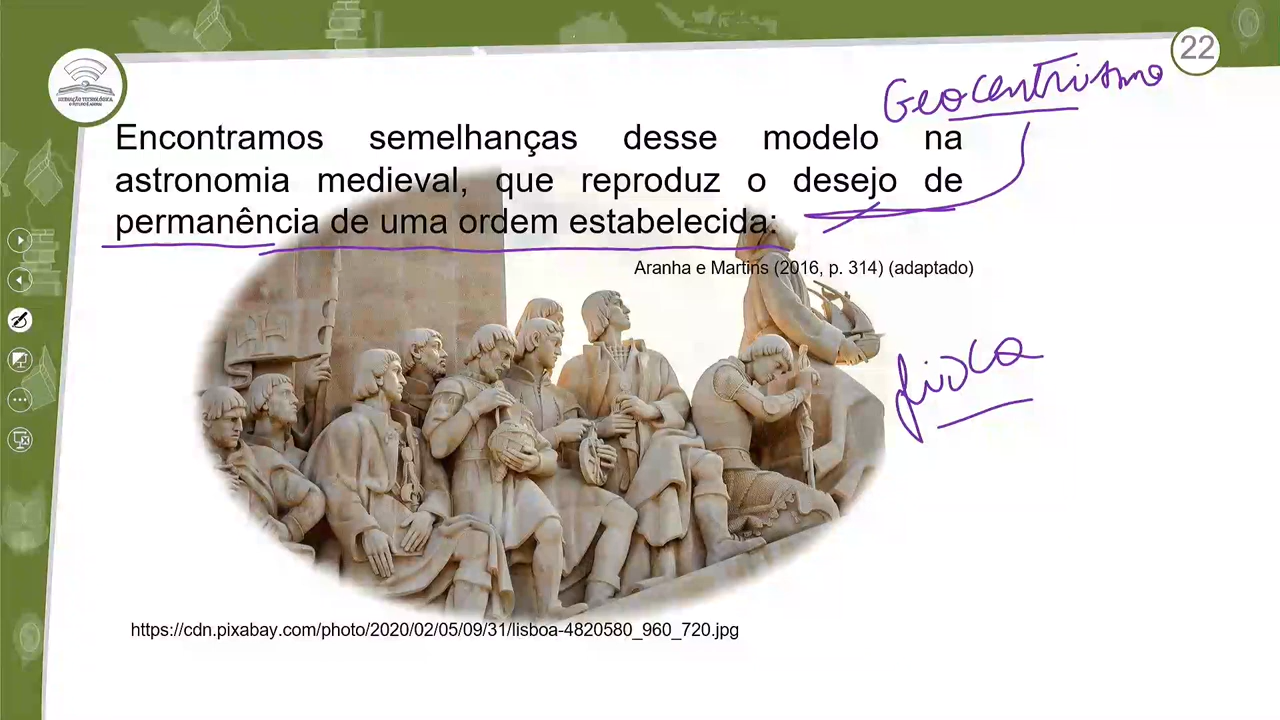 22
Geocentrismo
Encontramos semelhanças desse modelo na
astronomia medieval, que reproduz o desejo de
permanência de uma ordem estabelecida:
Aranha e Martins (2016, p. 314) (adaptado)
https://cdn.pixabay.com/photo/2020/02/05/09/31/lisboa-4820580_960_720.jpg